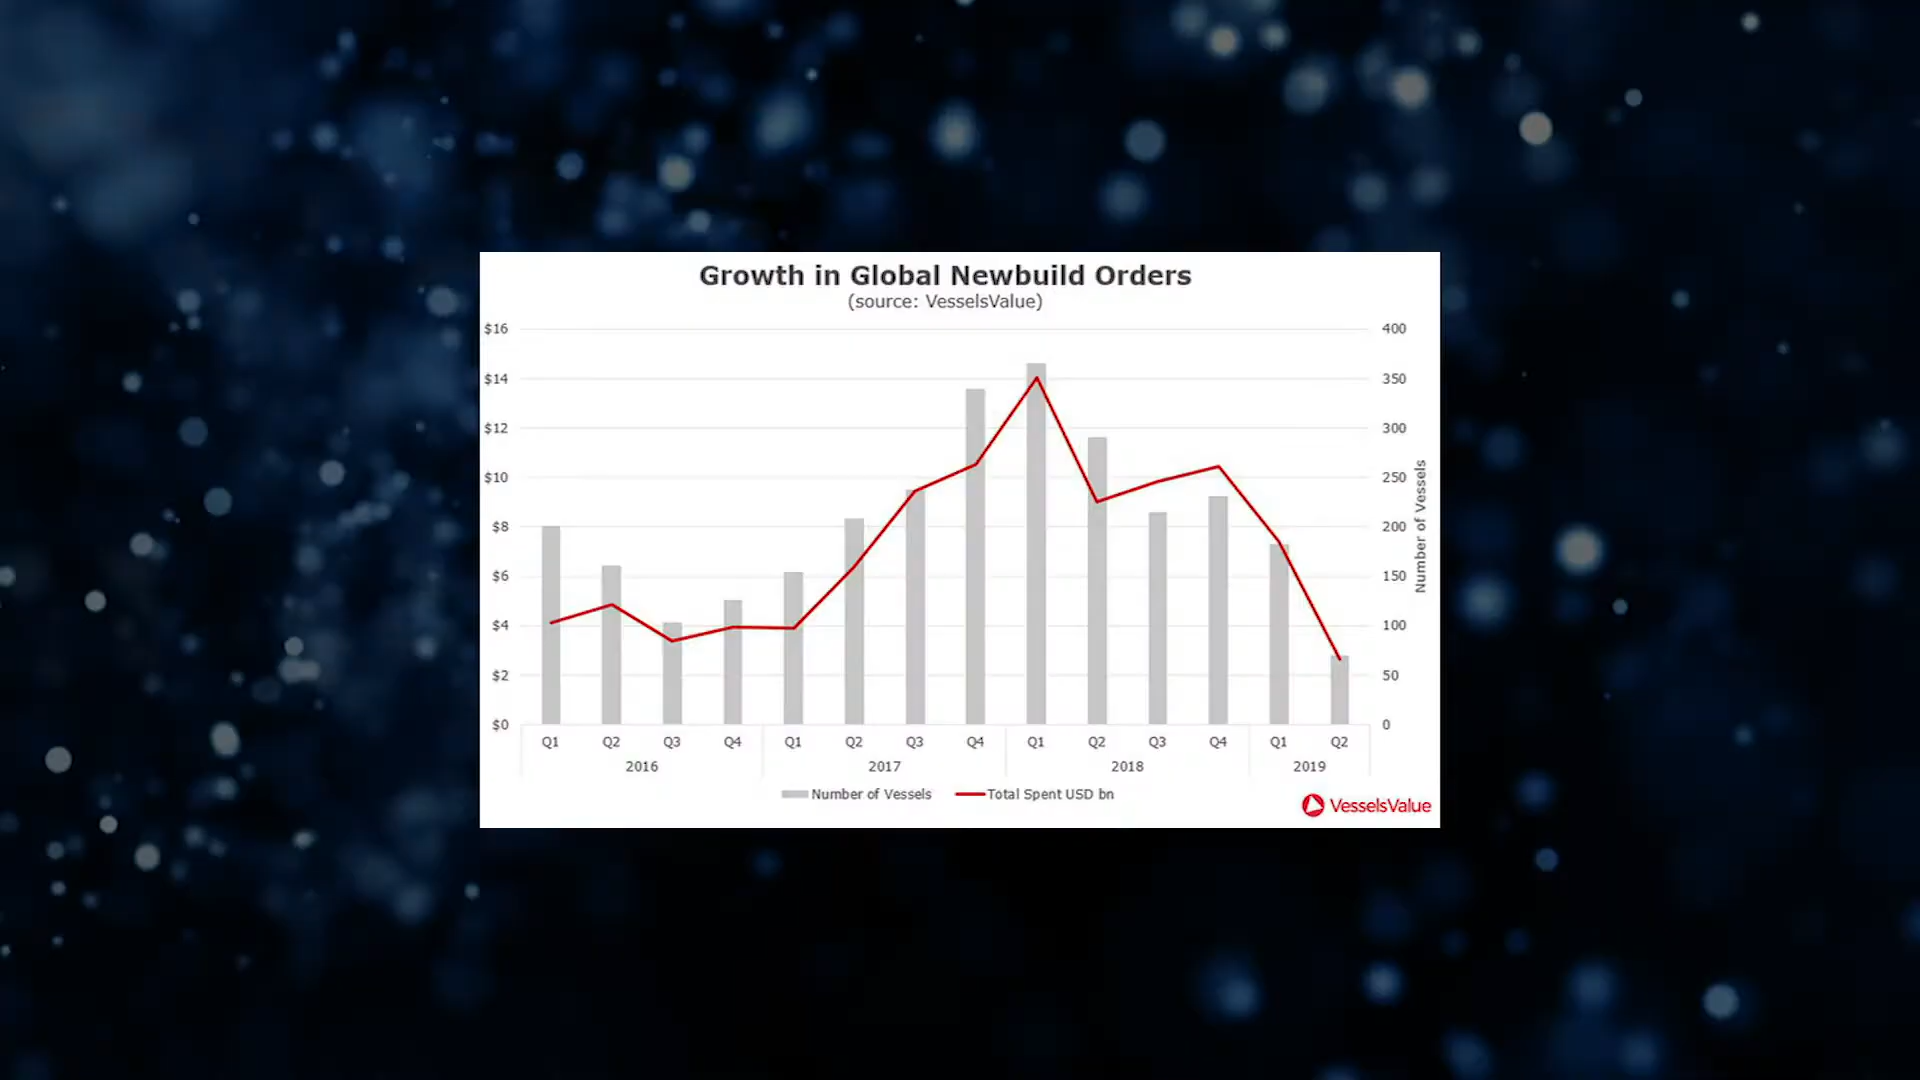 Growth in Global Newbuild Orders
(source: VesselsValue)
$16
$14
$12
$10
$8
$6
$4
$2
$0
400
350
300
250
200
150
100
50
0
Number of Vessels
Q1 Q2 Q3 Q4 Q1 Q2 Q3 Q4 Q1 Q2 Q3 Q4 Q1 Q2
2016 2017 2018 2019
Number of Vessels Total Spent USD bn
VesselsValue